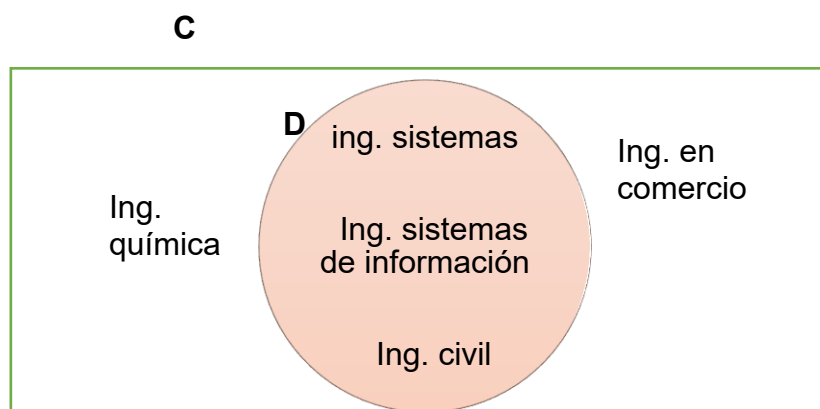 C
D
ing. sistemas
Ing. en
comercio
Ing.
química
Ing. sistemas
de información
Ing. civil